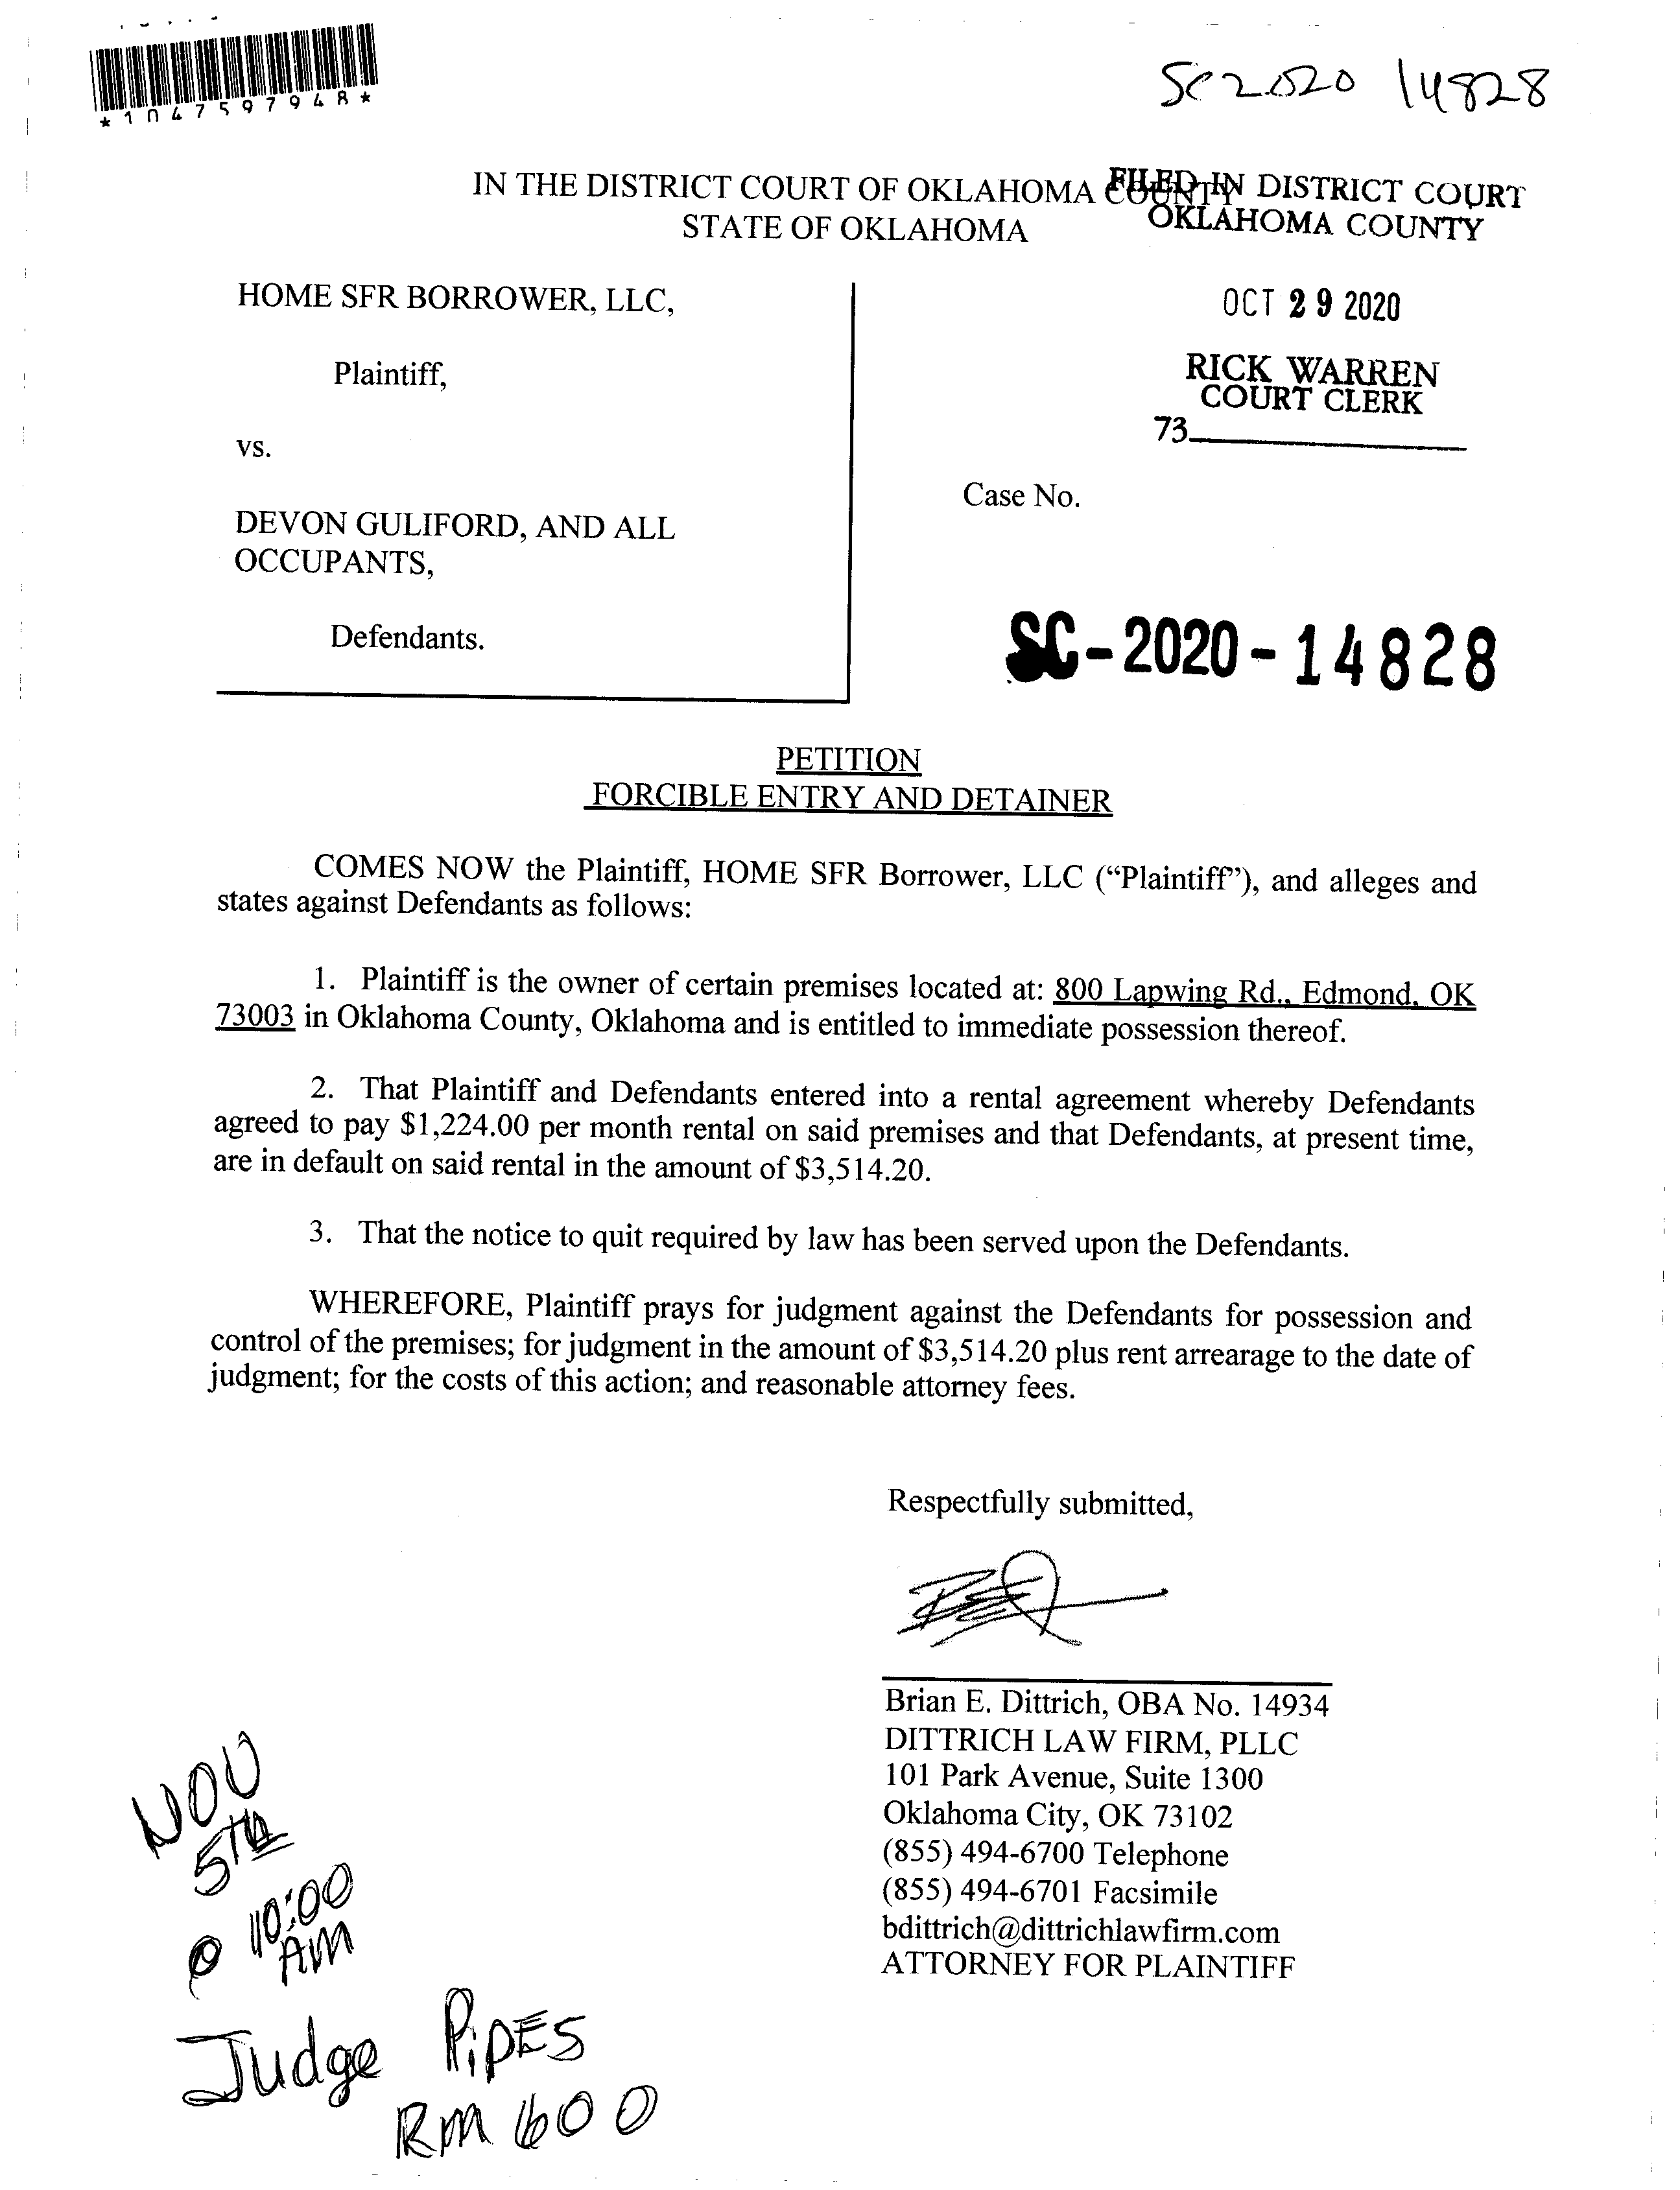 *1047597948*
SC 2020 14828
IN THE DISTRICT COURT OF OKLAHOMA COUNTY
STATE OF OKLAHOMA
FILED IN DISTRICT COURT
OKLAHOMA COUNTY
OCT 29 2020
RICK WARREN
COURT CLERK
73
HOME SFR BORROWER, LLC,
Plaintiff,
vs.
DEVON GULIFORD, AND ALL
OCCUPANTS,
Defendants.
Case No.
SC-2020-14828
PETITION
FORCIBLE ENTRY AND DETAINER
COMES NOW the Plaintiff, HOME SFR Borrower, LLC (“Plaintiff”), and alleges and
states against Defendants as follows:
1. Plaintiff is the owner of certain premises located at: 800 Lapwing Rd., Edmond, OK
73003 in Oklahoma County, Oklahoma and is entitled to immediate possession thereof.
2. That Plaintiff and Defendants entered into a rental agreement whereby Defendants
agreed to pay $1,224.00 per month rental on said premises and that Defendants, at present time,
are in default on said rental in the amount of $3,514.20.
3. That the notice to quit required by law has been served upon the Defendants.
WHEREFORE, Plaintiff prays for judgment against the Defendants for possession and
control of the premises; for judgment in the amount of $3,514.20 plus rent arrearage to the date of
judgment; for the costs of this action; and reasonable attorney fees.
Respectfully submitted,
Brian E. Dittrich, OBA No. 14934
DITTRICH LAW FIRM, PLLC
101 Park Avenue, Suite 1300
Oklahoma City, OK 73102
(855) 494-6700 Telephone
(855) 494-6701 Facsimile
bdittrich@dittrichlawfirm.com
ATTORNEY FOR PLAINTIFF
NOV
5TH
@ 10:00
AM
Judge PIPES
RM 600